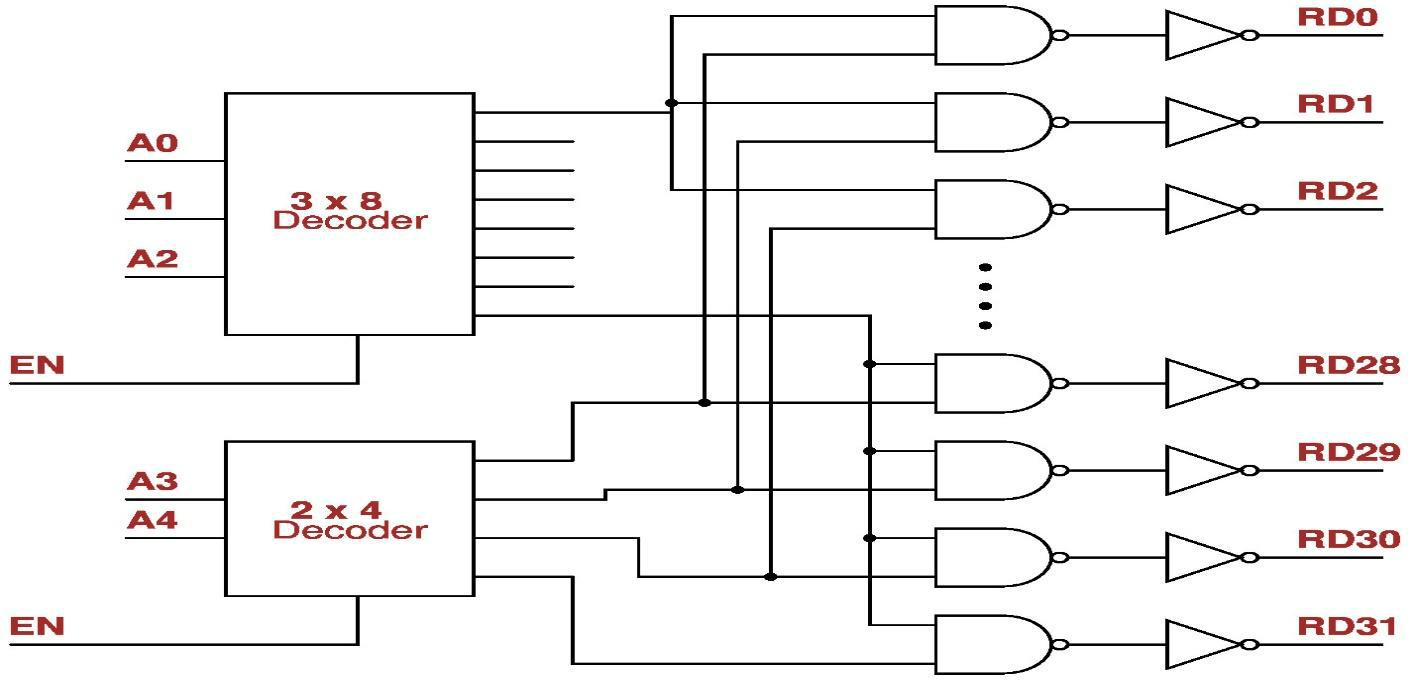 RD0
RD1
A0
A1
3 x 8
Decoder
RD2
A2
EN
RD28
A3
A4
2 x 4
Decoder
RD29
RD30
EN
RD31